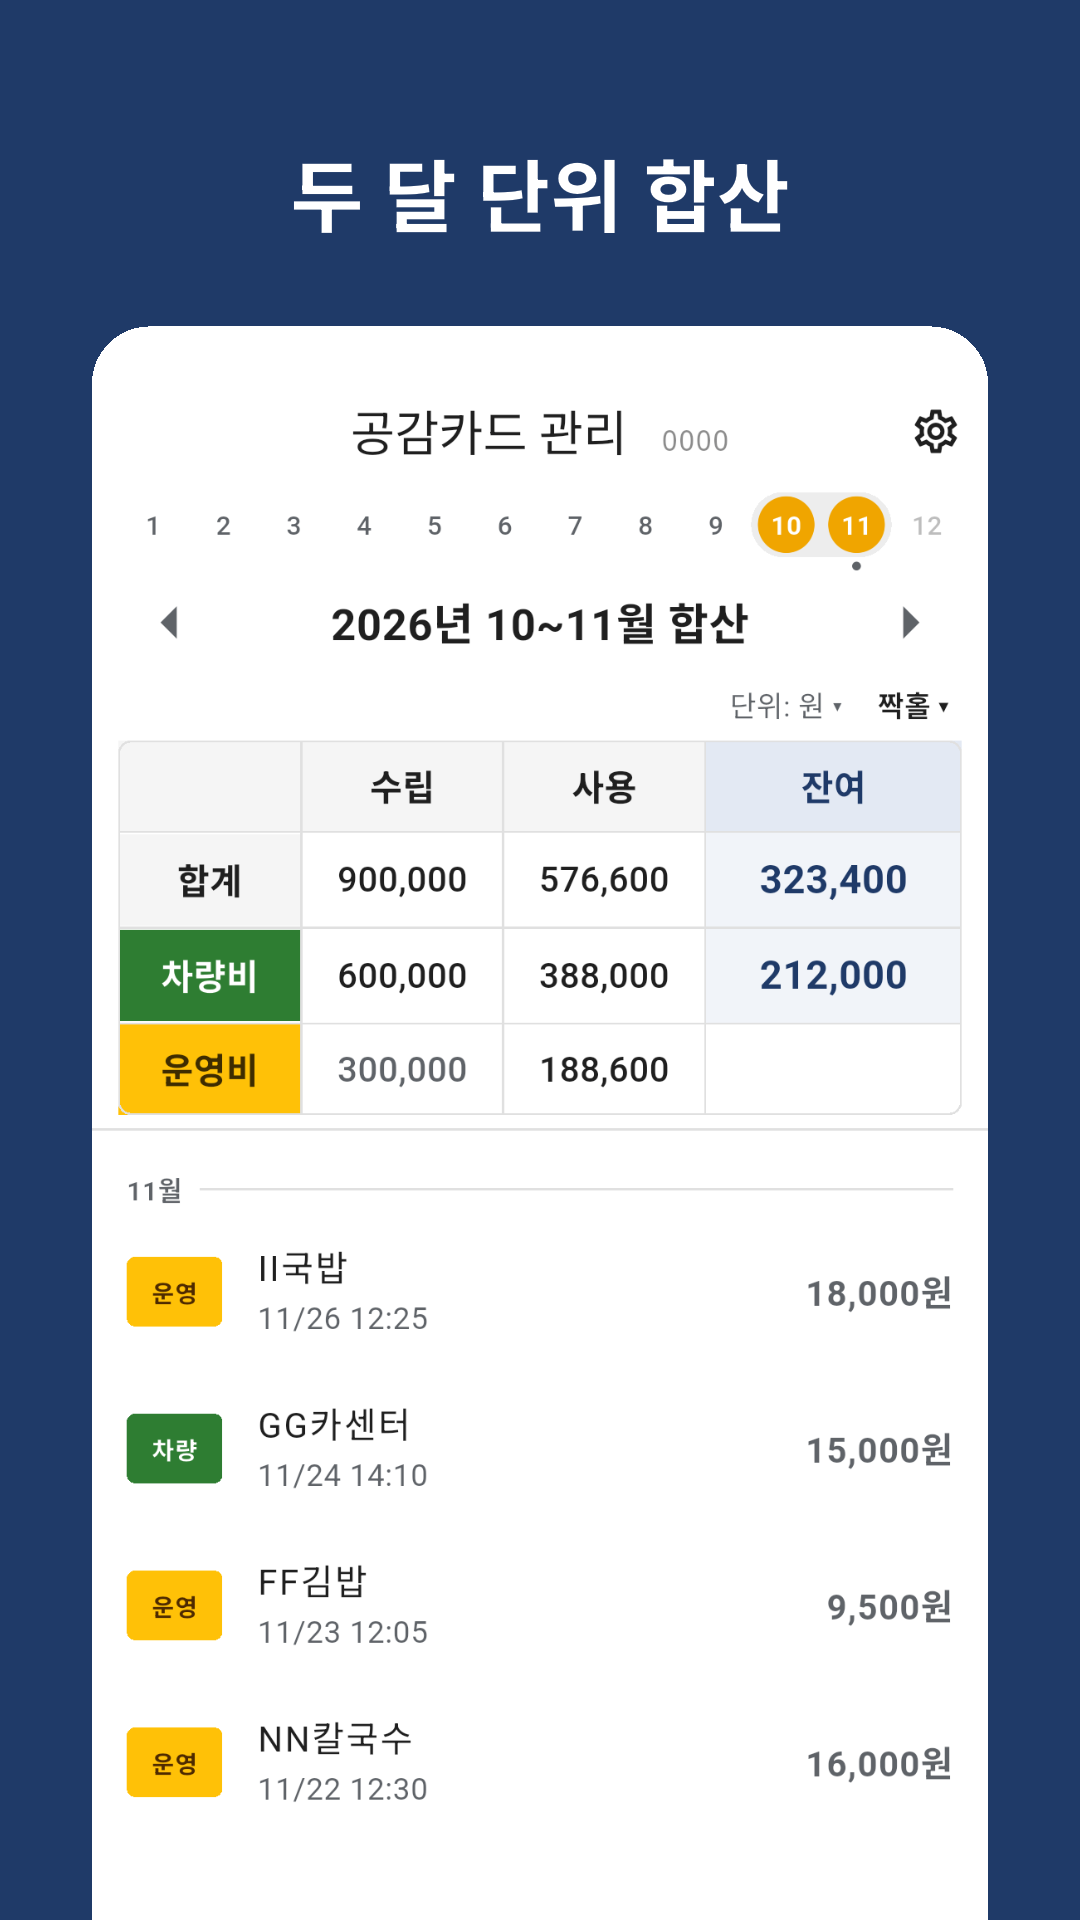 두 달 단위 합산
공감카드 관리 0000
1 2 3 4 5 6 7 8 9 10 11 12
2026년 10~11월 합산
단위: 원 ▾ 짝홀 ▾
수립 사용 잔여
합계 900,000 576,600 323,400
차량비 600,000 388,000 212,000
운영비 300,000 188,600
11월
운영 II국밥 18,000원
11/26 12:25
차량 GG카센터 15,000원
11/24 14:10
운영 FF김밥 9,500원
11/23 12:05
운영 NN칼국수 16,000원
11/22 12:30